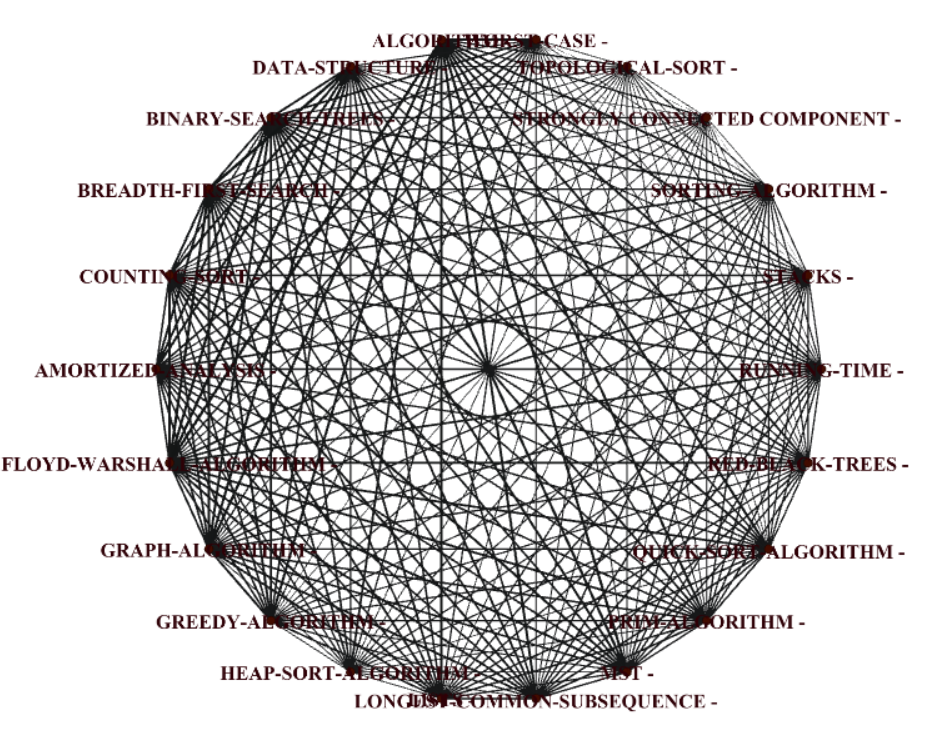 ALGORITHM -
WORST-CASE -
DATA-STRUCTURE -
TOPOLOGICAL-SORT -
BINARY-SEARCH-TREES -
STRONGLY CONNECTED COMPONENT -
BREADTH-FIRST-SEARCH -
SORTING-ALGORITHM -
COUNTING-SORT -
STACKS -
AMORTIZED-ANALYSIS -
RUNNING-TIME -
FLOYD-WARSHALL-ALGORITHM -
RED-BLACK-TREES -
GRAPH-ALGORITHM -
QUICK-SORT-ALGORITHM -
GREEDY-ALGORITHM -
PRIM-ALGORITHM -
HEAP-SORT-ALGORITHM -
MST -
LONGEST-COMMON-SUBSEQUENCE -